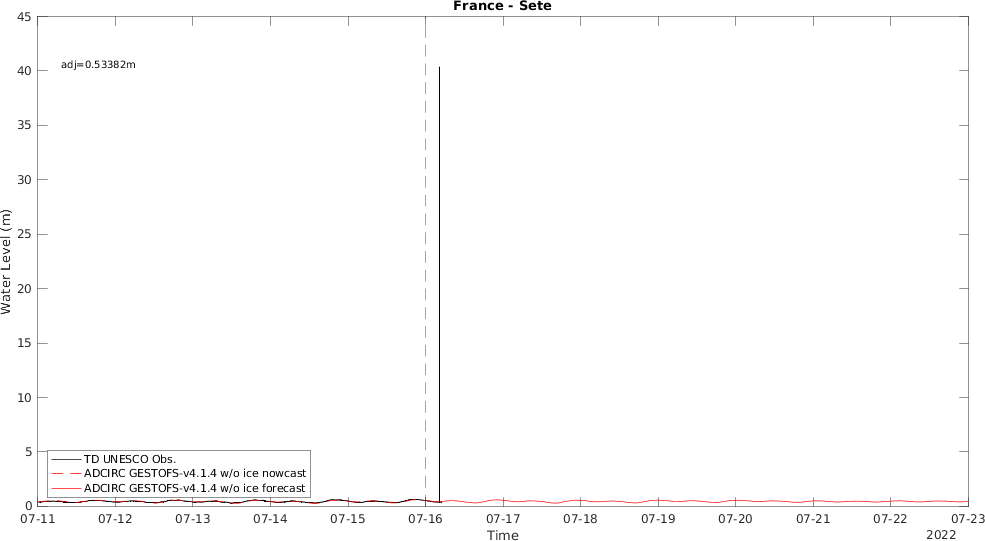 France - Sete
45
40
35
30
25
20
15
10
5
0
adj=0.53382m
Water Level (m)
TD UNESCO Obs.
ADCIRC GESTOFS-v4.1.4 w/o ice nowcast
ADCIRC GESTOFS-v4.1.4 w/o ice forecast
07-11 07-12 07-13 07-14 07-15 07-16 07-17 07-18 07-19 07-20 07-21 07-22 07-23
Time
2022